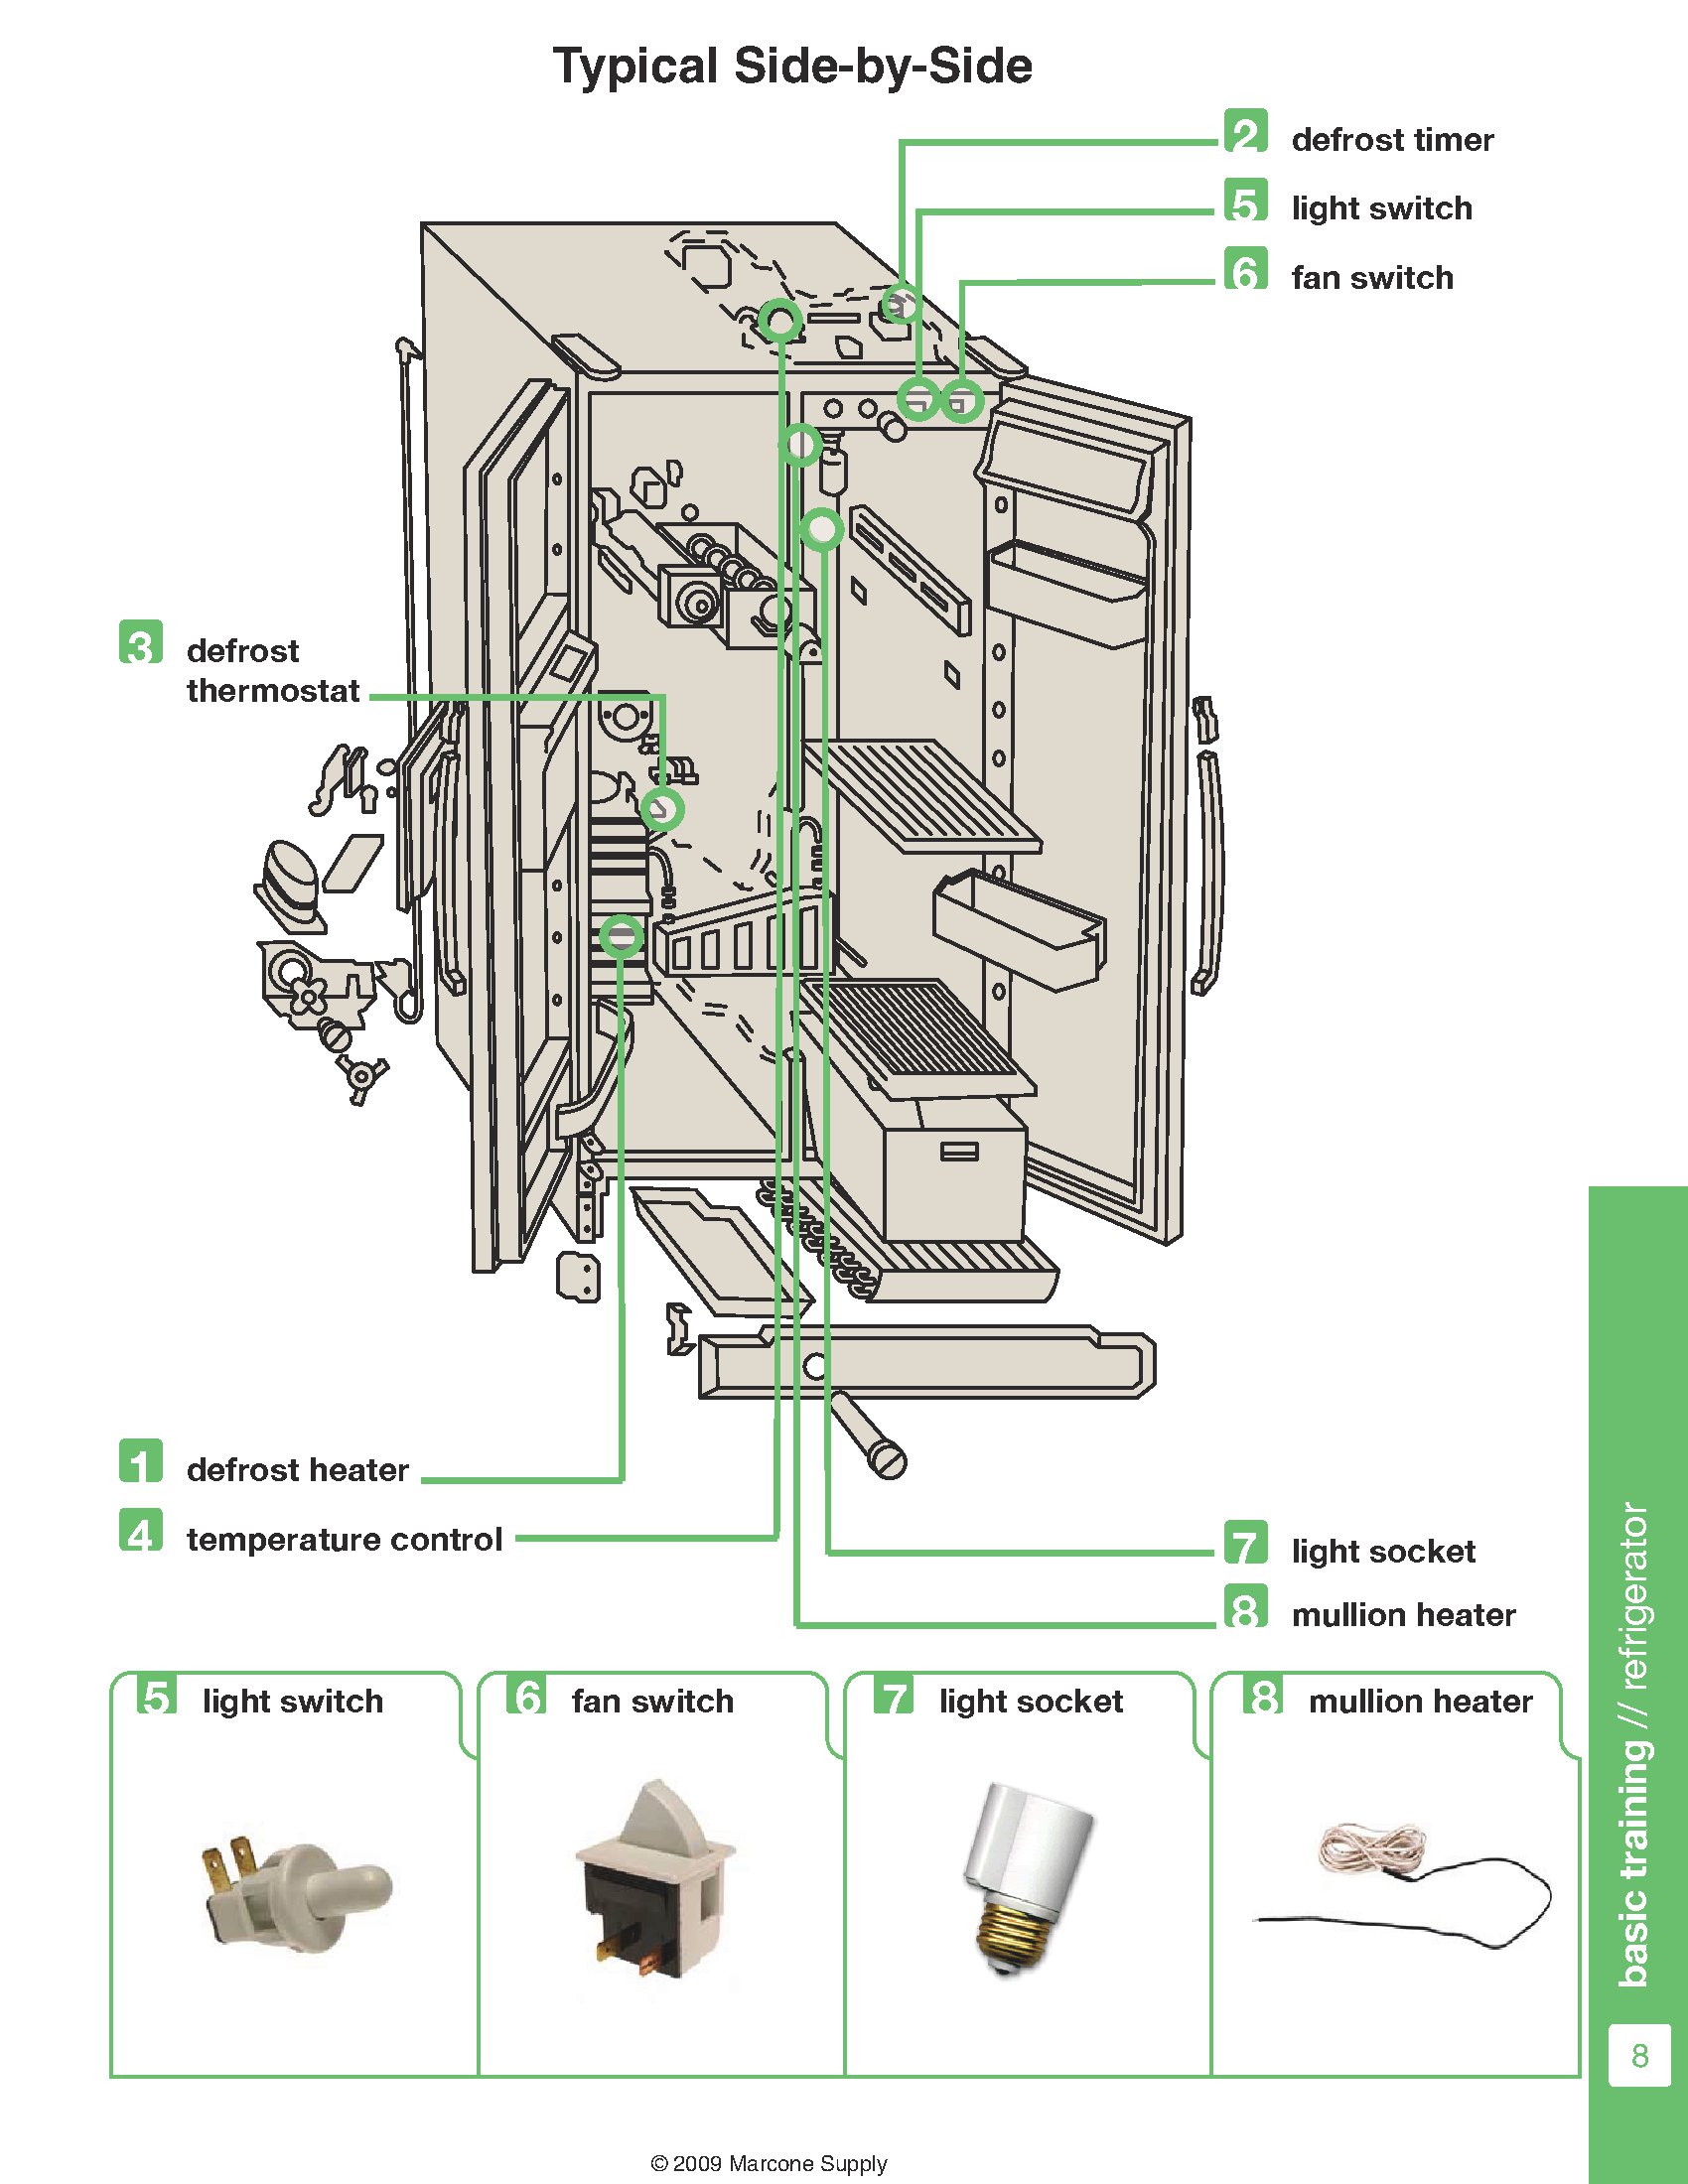 Typical Side-by-Side
2 defrost timer
5 light switch
6 fan switch
3 defrost
thermostat
1 defrost heater
4 temperature control
7 light socket
8 mullion heater
5 light switch
6 fan switch
7 light socket
8 mullion heater
basic training // refrigerator
8
© 2009 Marcone Supply